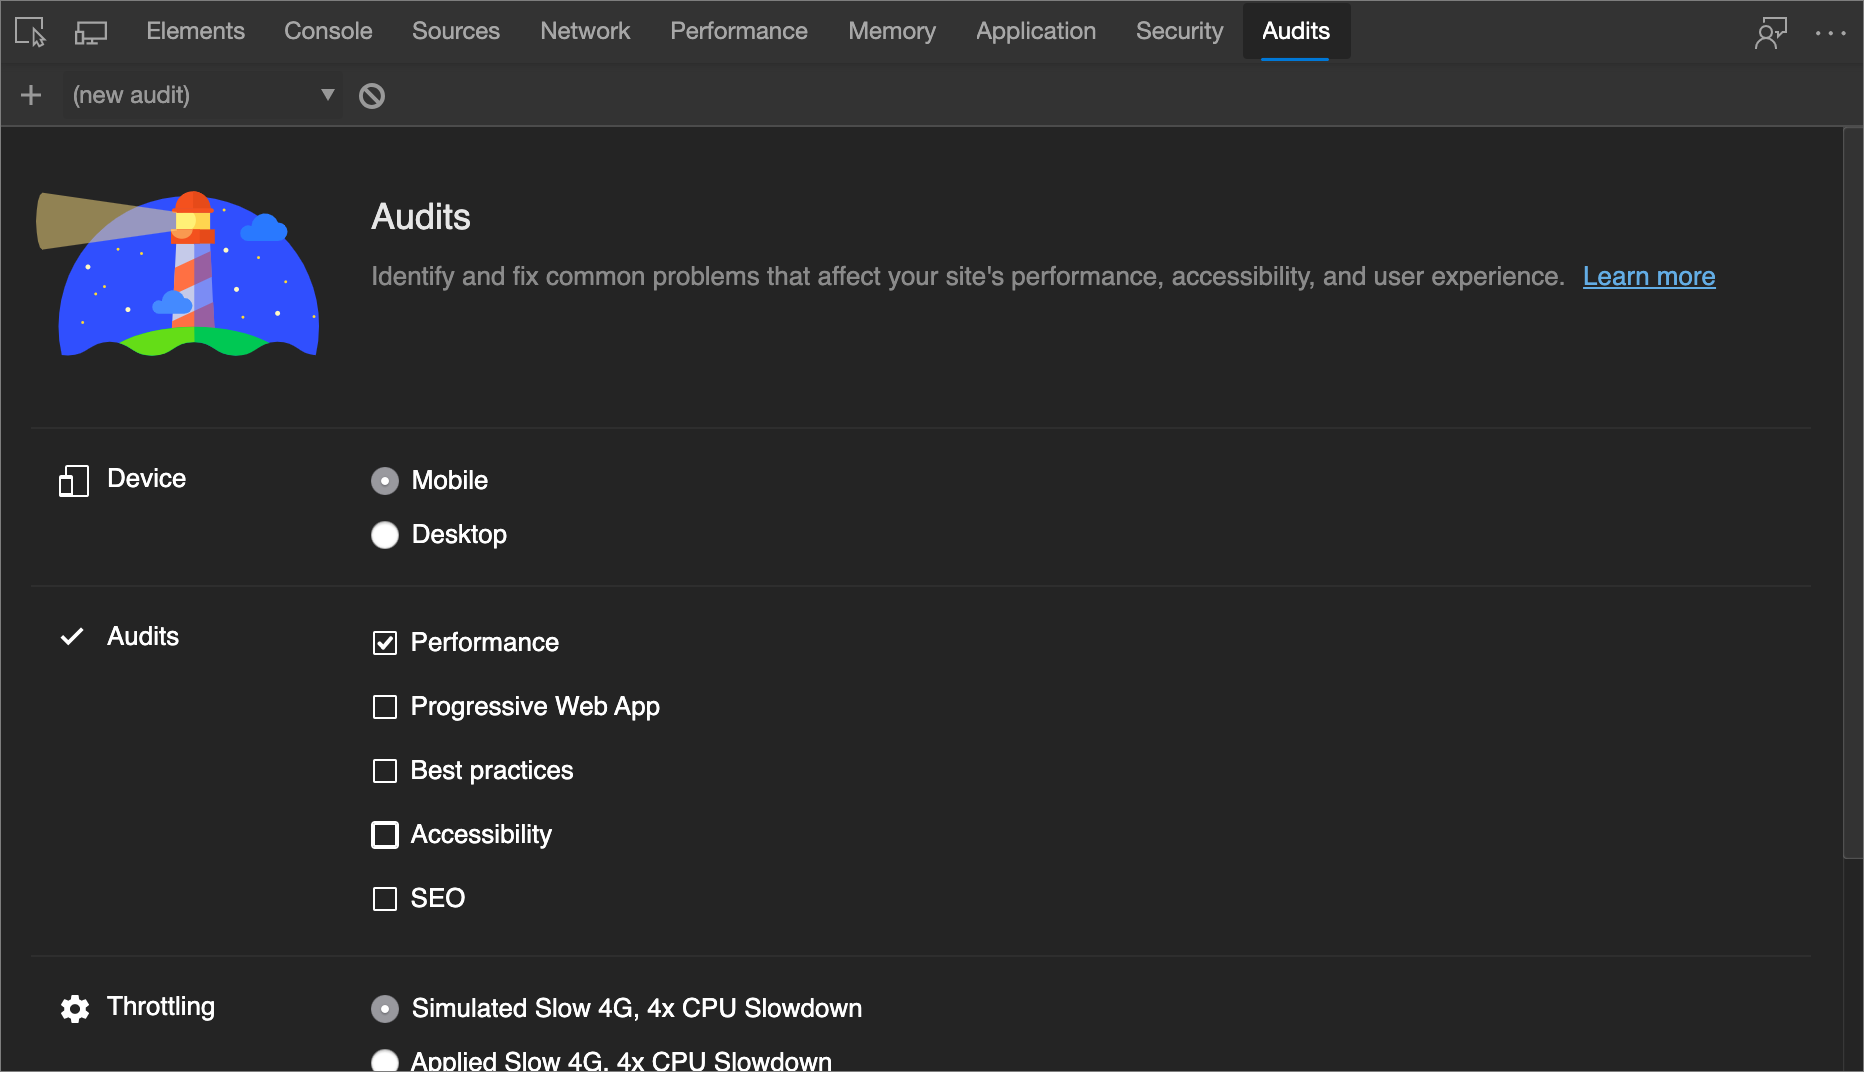 Elements Console Sources Network Performance Memory Application Security Audits
(new audit)
Audits
Identify and fix common problems that affect your site's performance, accessibility, and user experience. Learn more
Device
Mobile
Desktop
Audits
Performance
Progressive Web App
Best practices
Accessibility
SEO
Throttling
Simulated Slow 4G, 4x CPU Slowdown
Applied Slow 4G, 4x CPU Slowdown